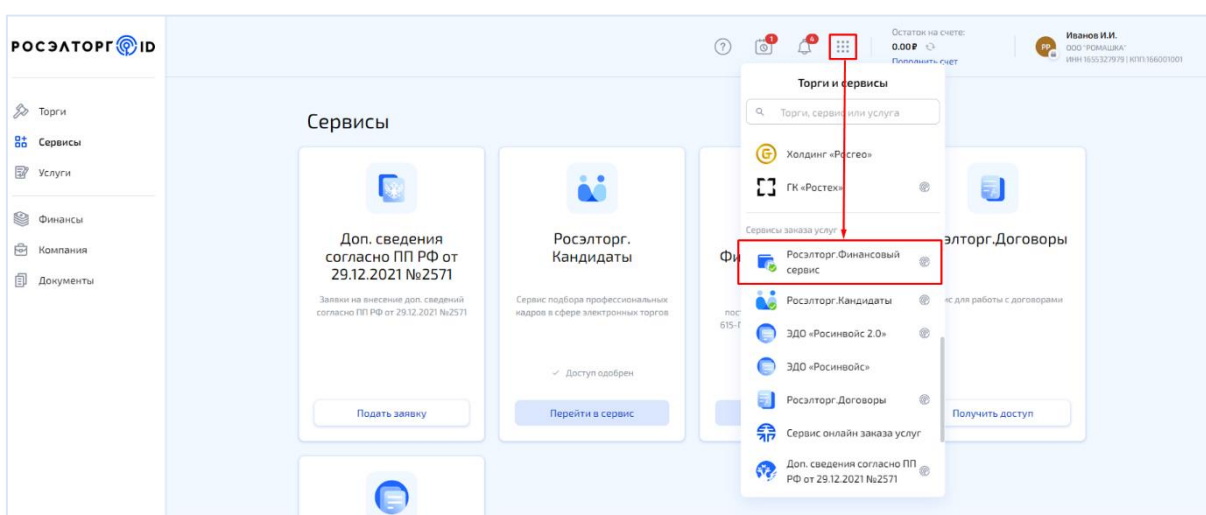 РОСЭЛТОРГ ID
Торги
Сервисы
Услуги
Финансы
Компания
Документы
1
4
Остаток на счете:
0.00 ₽
Пополнить счет
РР
Иванов И.И.
ООО "РОМАШКА"
ИНН 1655327979 | КПП 166001001
Сервисы
Доп. сведения
согласно ПП РФ от
29.12.2021 №2571
Заявки на внесение доп. сведений
согласно ПП РФ от 29.12.2021 №2571
Подать заявку
Росэлторг.
Кандидаты
Сервис подбора профессиональных
кадров в сфере электронных торгов
Доступ одобрен
Перейти в сервис
Фи
пос
615-П
Торги и сервисы
Торги, сервис или услуга
Холдинг «Росгео»
ГК «Ростех»
Сервисы заказа услуг
Росэлторг.Финансовый
сервис
Росэлторг.Кандидаты
ЭДО «Росинвойс 2.0»
ЭДО «Росинвойс»
Росэлторг.Договоры
Сервис онлайн заказа услуг
Доп. сведения согласно ПП
РФ от 29.12.2021 №2571
элторг.Договоры
ис для работы с договорами
Получить доступ